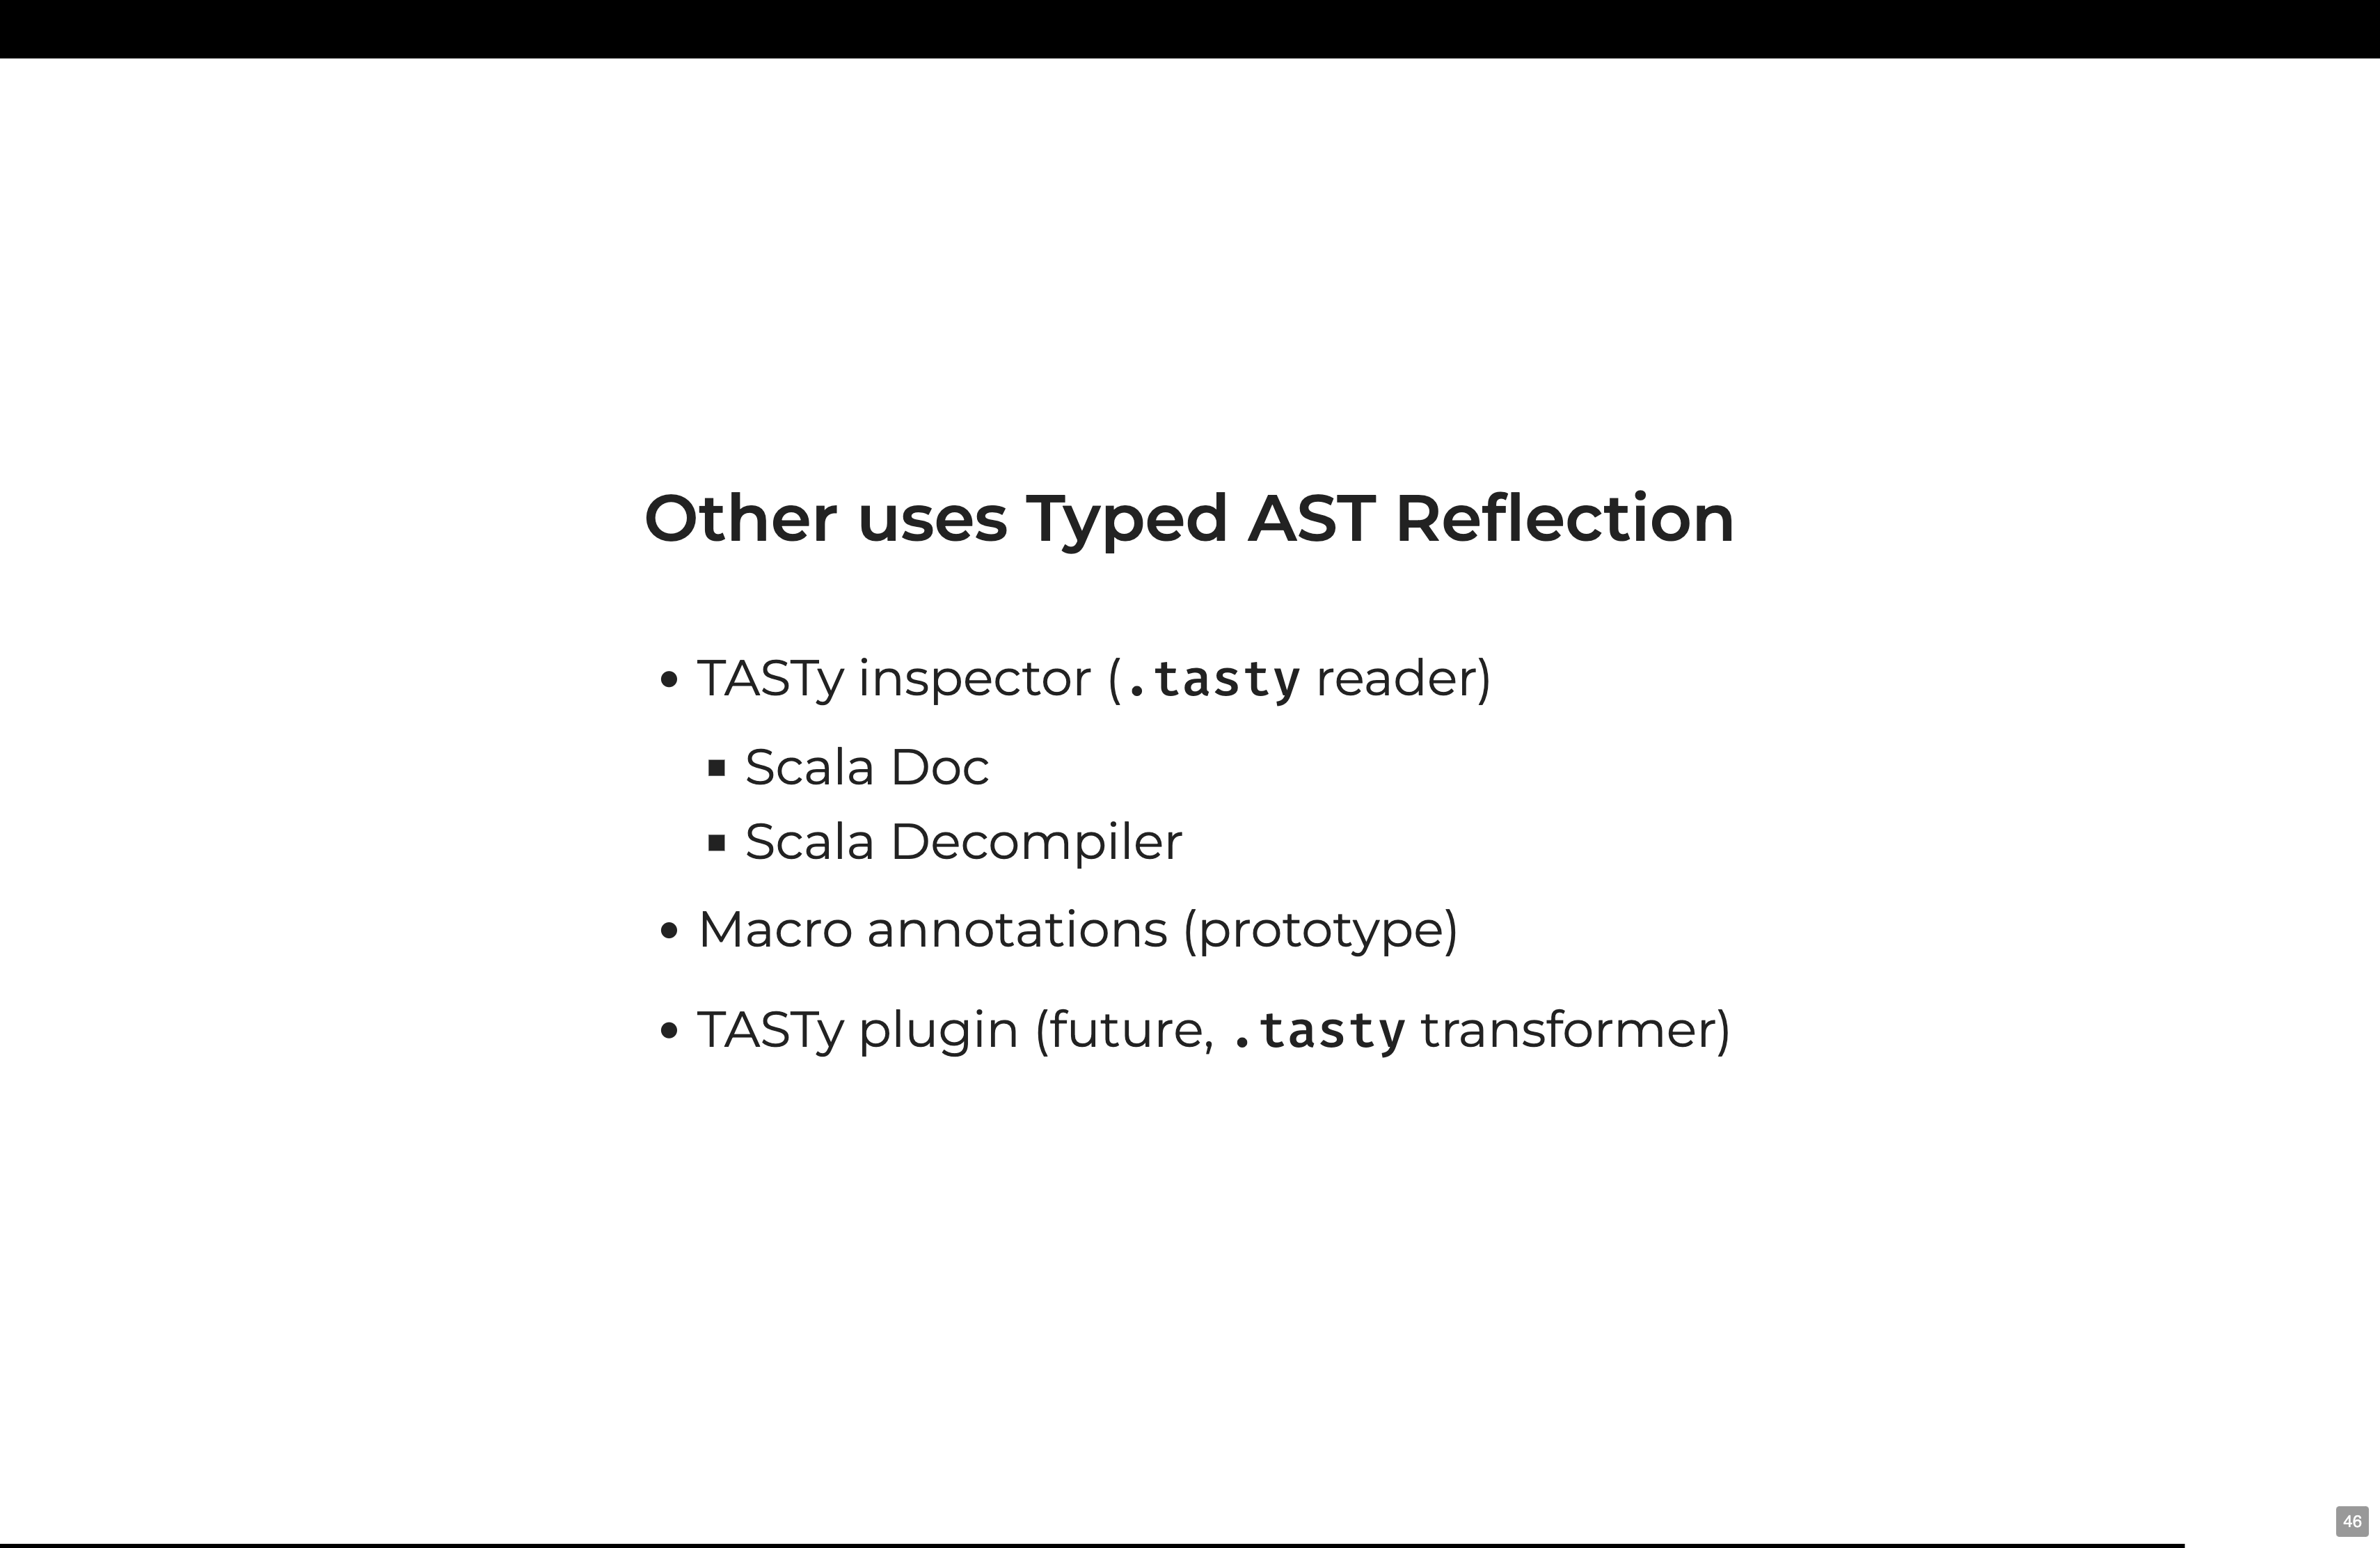 Other uses Typed AST Reflection
• TASTy inspector (.tasty reader)
▪ Scala Doc
▪ Scala Decompiler
• Macro annotations (prototype)
• TASTy plugin (future, .tasty transformer)
46